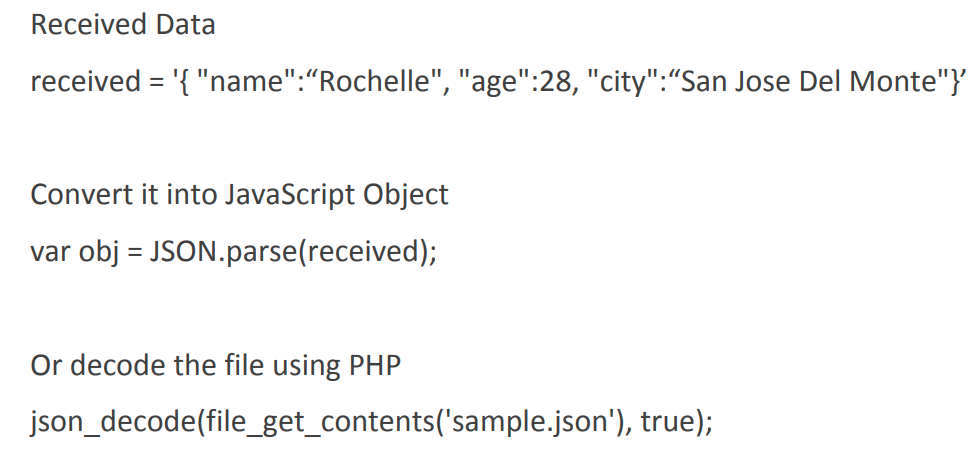 Received Data
received = '{ "name":“Rochelle", "age":28, "city":“San Jose Del Monte"}’
Convert it into JavaScript Object
var obj = JSON.parse(received);
Or decode the file using PHP
json_decode(file_get_contents('sample.json'), true);